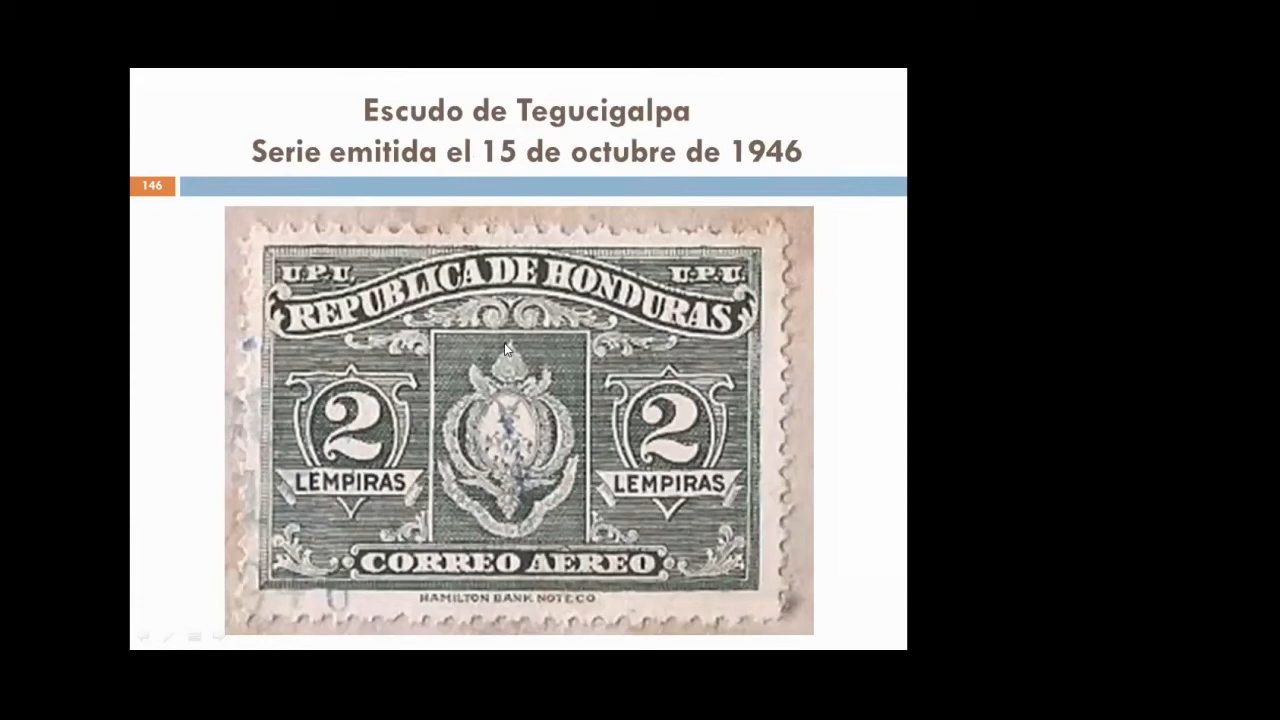 Escudo de Tegucigalpa
Serie emitida el 15 de octubre de 1946
146
U.P.U. U.P.U.
REPUBLICA DE HONDURAS
2 2
LEMPIRAS LEMPIRAS
CORREO AEREO
HAMILTON BANK NOTE CO